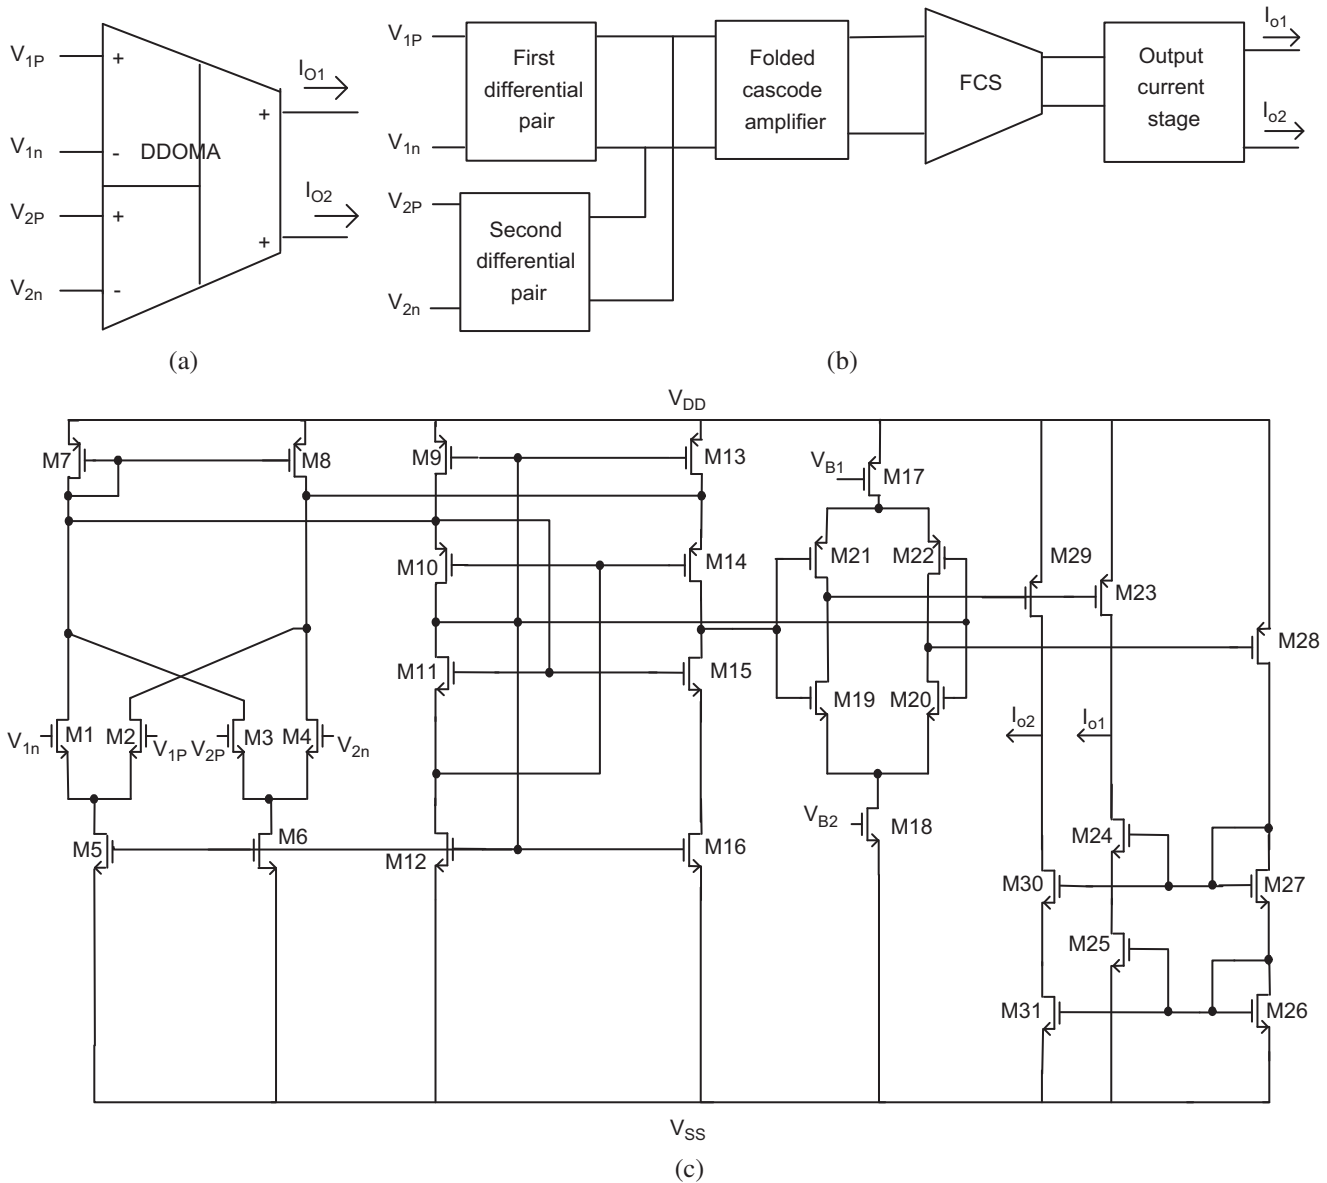 V1P
+
IO1
+
V1n
-
DDOMA
V2P
+
IO2
+
V2n
-
(a)
V1P
V1n
First
differential
pair
V2P
V2n
Second
differential
pair
Folded
cascode
amplifier
FCS
Output
current
stage
Io1
Io2
(b)
VDD
M7
M8
M9
M13
VB1
M17
M10
M14
M21
M22
M29
M23
M28
M11
M15
M19
M20
V1n
M1
M2
V1P
V2P
M3
M4
V2n
Io2
Io1
M5
M6
M12
M16
VB2
M18
M24
M30
M27
M25
M31
M26
VSS
(c)